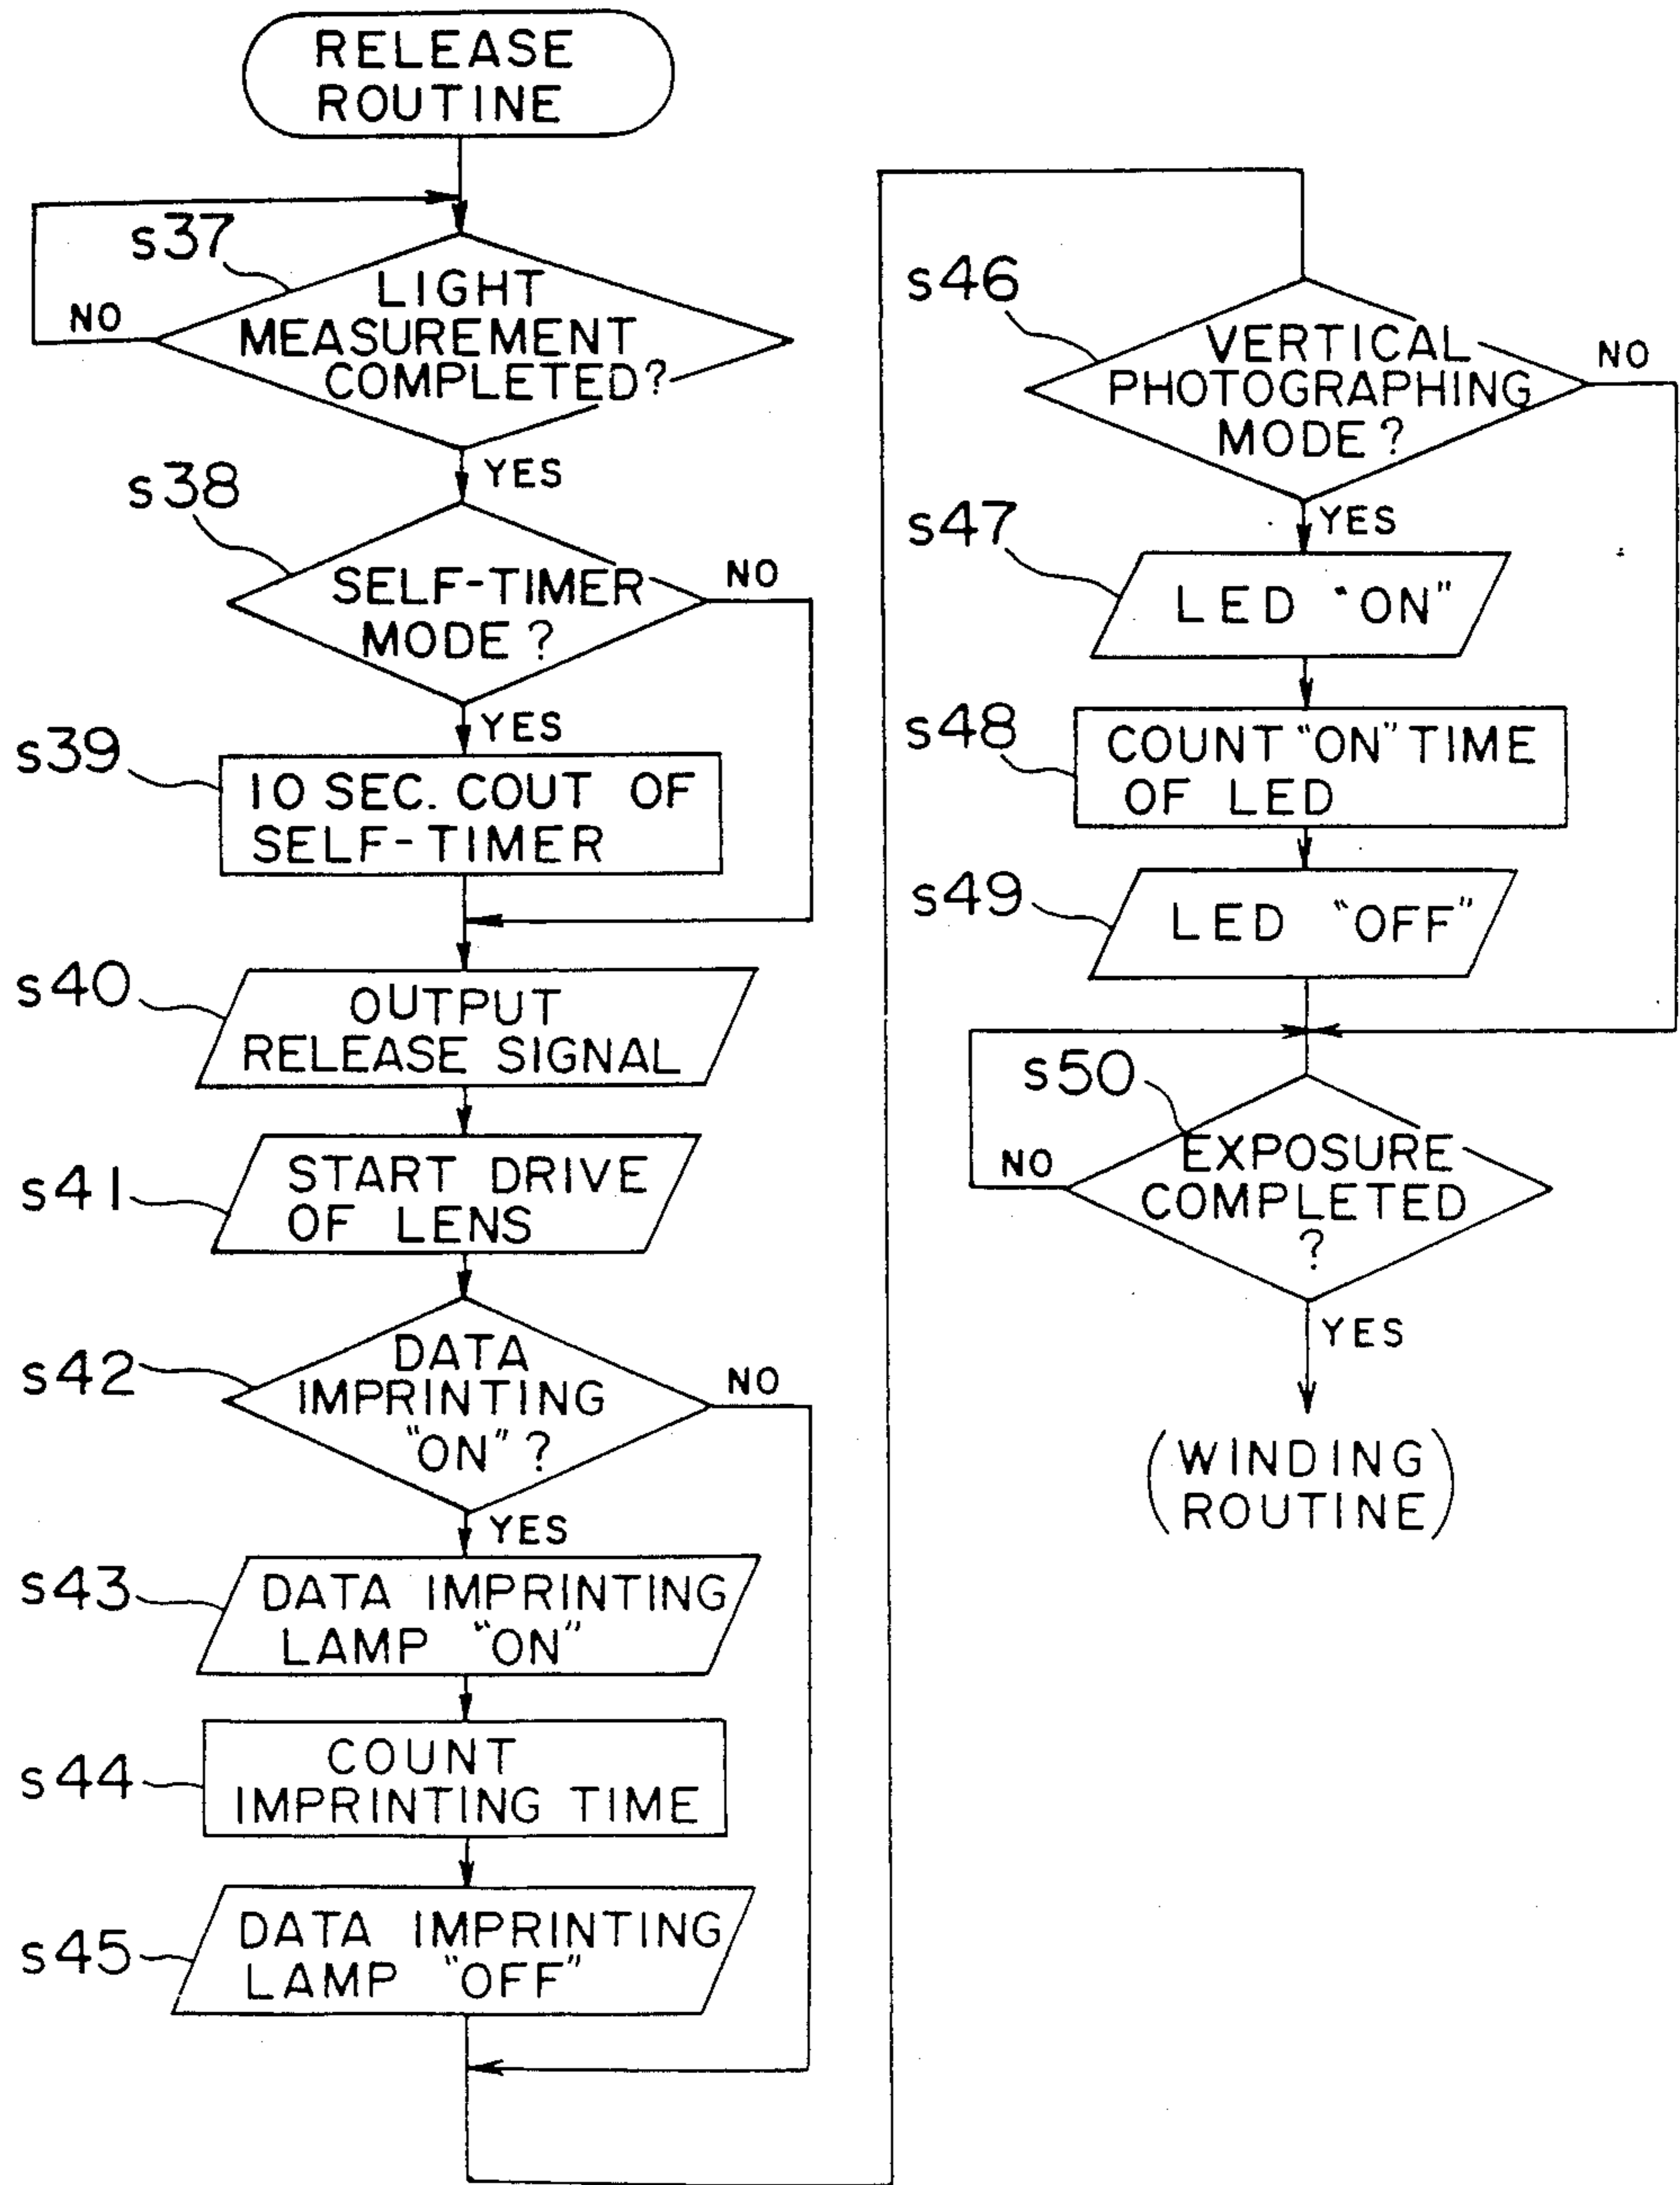 RELEASE
ROUTINE
s37
LIGHT
MEASUREMENT
COMPLETED?
NO
YES
s38
SELF-TIMER
MODE?
NO
YES
s39
10 SEC. COUT OF
SELF-TIMER
s40
OUTPUT
RELEASE SIGNAL
s41
START DRIVE
OF LENS
s42
DATA
IMPRINTING
"ON"?
NO
YES
s43
DATA IMPRINTING
LAMP "ON"
s44
COUNT
IMPRINTING TIME
s45
DATA IMPRINTING
LAMP "OFF"
s46
VERTICAL
PHOTOGRAPHING
MODE?
NO
YES
s47
LED "ON"
s48
COUNT "ON" TIME
OF LED
s49
LED "OFF"
s50
EXPOSURE
COMPLETED
?
NO
YES
(WINDING
ROUTINE)